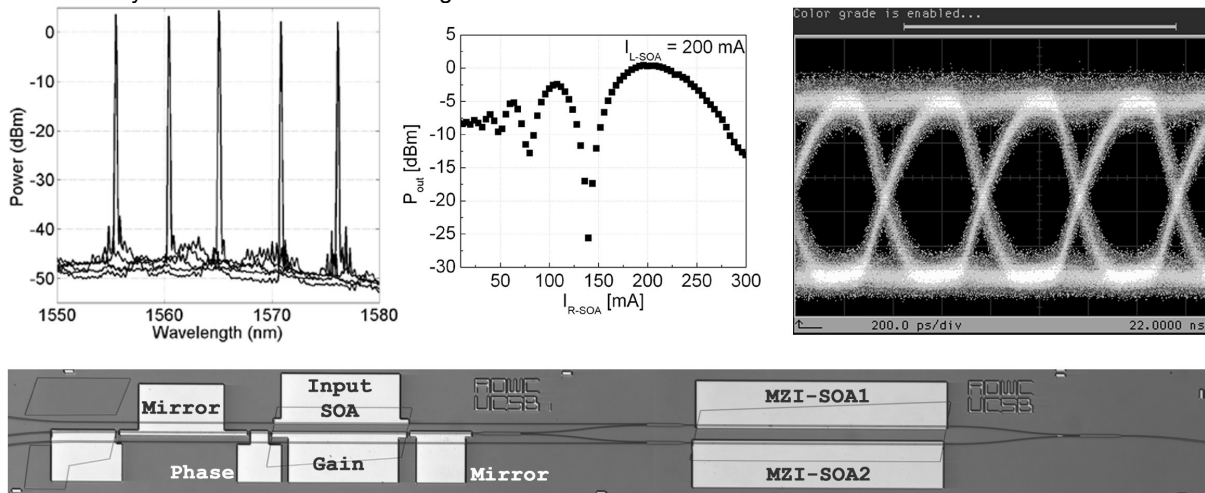 0
-10
-20
-30
-40
-50
Power (dBm)
1550
1560
1570
1580
Wavelength (nm)
I L-SOA = 200 mA
5
0
-5
-10
-15
-20
-25
-30
P out [dBm]
0
50
100
150
200
250
300
I R-SOA [mA]
Color grade is enabled...
200.0 ps/div
22.0000 ns
Mirror
Input
SOA
Phase
Gain
Mirror
AOWC
UCSB
MZI-SOA1
MZI-SOA2
AOWC
UCSB